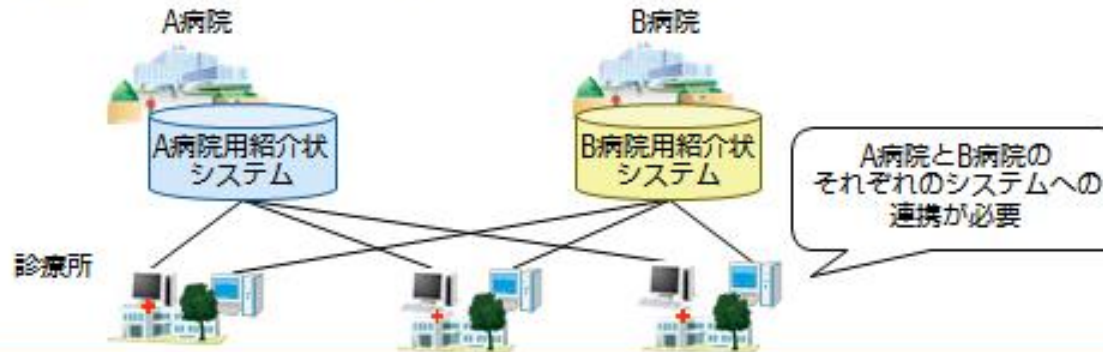 A病院
B病院
A病院用紹介状
システム
B病院用紹介状
システム
A病院とB病院の
それぞれのシステムへの
連携が必要
診療所